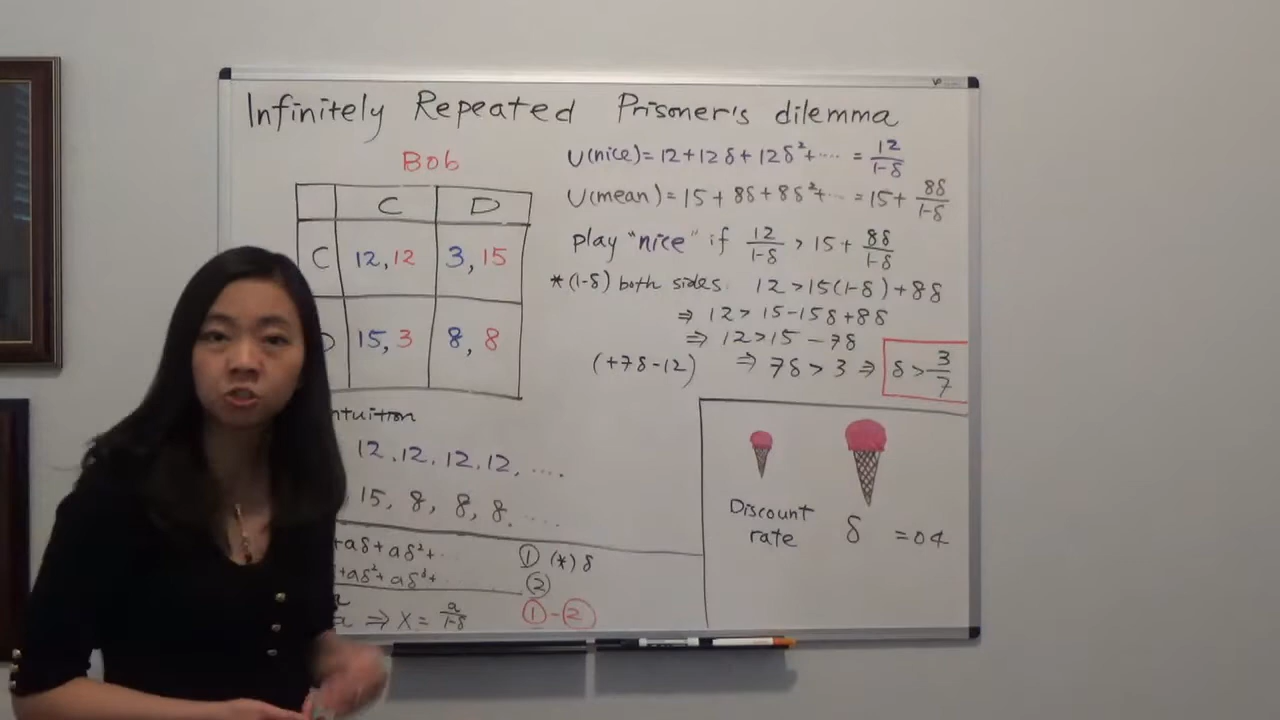 Infinitely Repeated Prisoner's dilemma
Bob
C D
C 12, 12 3, 15
15, 3 8, 8
ntuition
12, 12, 12, 12, ....
15, 8, 8, 8, ....
+aδ+aδ²+..
+aδ²+aδ³+..
⇒ X = a/1-δ
① (*) δ
②
①-②
U(nice)=12+12δ+12δ²+.... = 12/1-δ
U(mean)=15+8δ+8δ²+... =15+ 8δ/1-δ
play "nice" if 12/1-δ > 15+ 8δ/1-δ
*(1-δ) both sides. 12>15(1-δ)+8δ
⇒ 12>15-15δ+8δ
⇒ 12>15-7δ
(+7δ-12) ⇒ 7δ>3 ⇒ δ> 3/7
Discount
rate δ =04